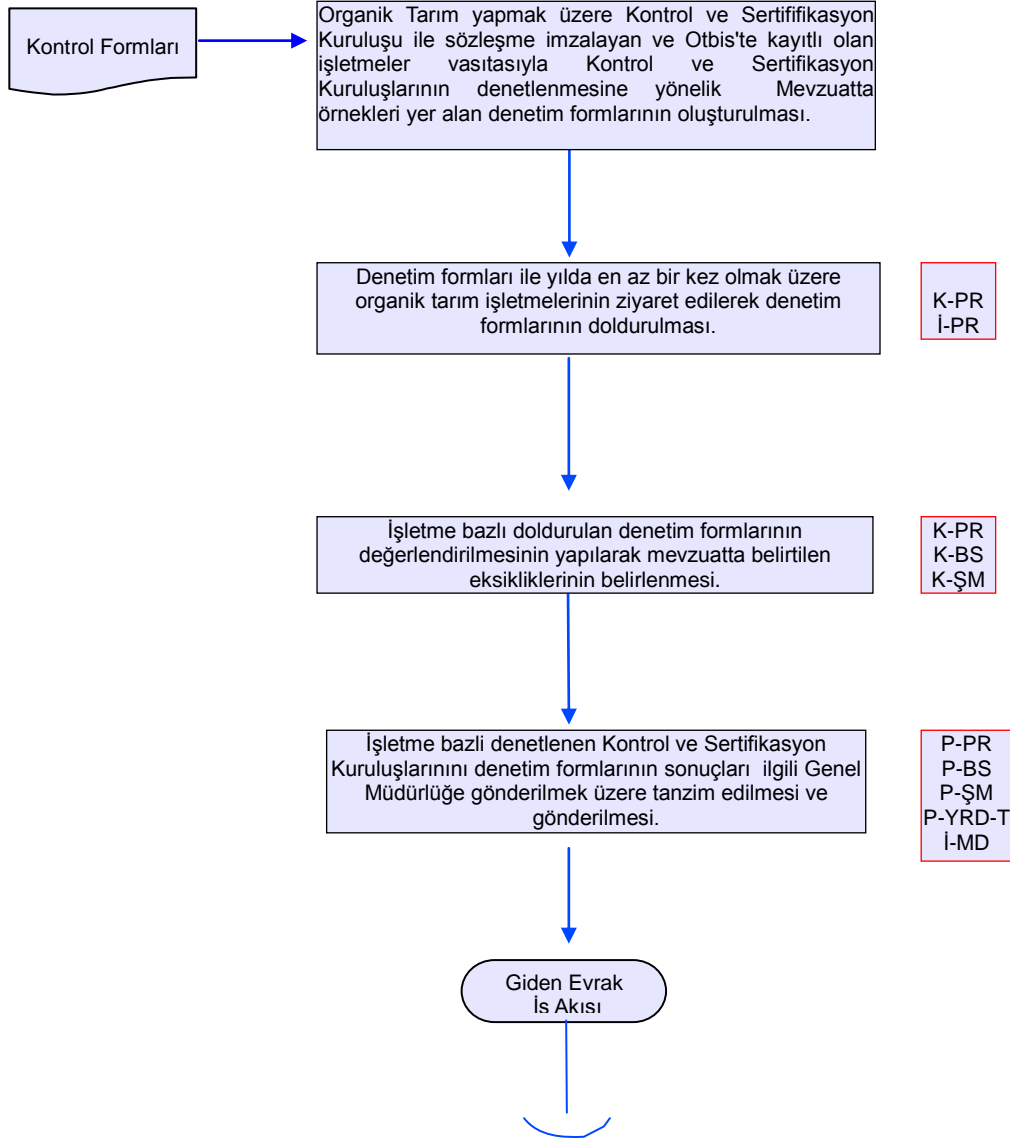 Kontrol Formları
Organik Tarım yapmak üzere Kontrol ve Sertififikasyon
Kuruluşu ile sözleşme imzalayan ve Otbis'te kayıtlı olan
işletmeler vasıtasıyla Kontrol ve Sertifikasyon
Kuruluşlarının denetlenmesine yönelik Mevzuatta
örnekleri yer alan denetim formlarının oluşturulması.
Denetim formları ile yılda en az bir kez olmak üzere
organik tarım işletmelerinin ziyaret edilerek denetim
formlarının doldurulması.
K-PR
İ-PR
İşletme bazlı doldurulan denetim formlarının
değerlendirilmesinin yapılarak mevzuatta belirtilen
eksikliklerinin belirlenmesi.
K-PR
K-BS
K-ŞM
İşletme bazli denetlenen Kontrol ve Sertifikasyon
Kuruluşlarınını denetim formlarının sonuçları ilgili Genel
Müdürlüğe gönderilmek üzere tanzim edilmesi ve
gönderilmesi.
P-PR
P-BS
P-ŞM
P-YRD-T
İ-MD
Giden Evrak
İş Akışı